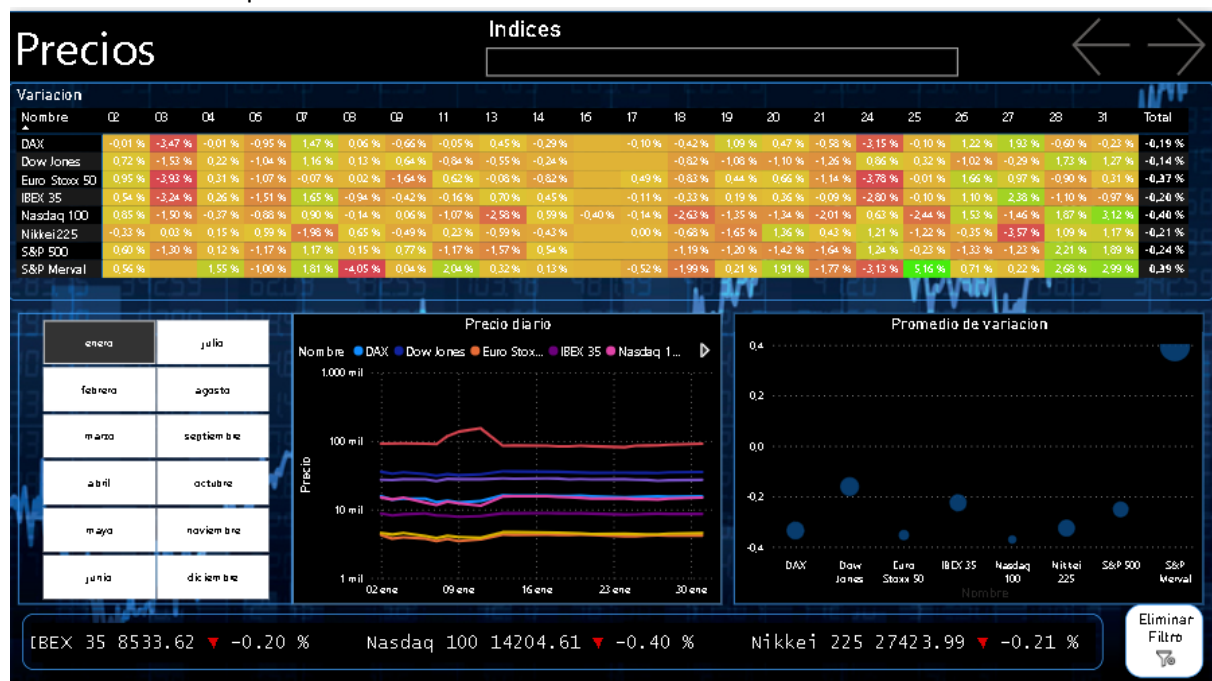 Precios
Indices
Variacion
Nombre 02 03 04 05 07 08 09 11 13 14 16 17 18 19 20 21 24 25 26 27 28 31 Total
DAX -0,01 % -3,47 % -0,01 % -0,95 % 1,47 % 0,06 % -0,66 % -0,05 % 0,45 % -0,29 % -0,10 % -0,42 % 1,09 % 0,47 % -0,58 % -3,15 % -0,10 % 1,22 % 1,93 % -0,60 % -0,23 % -0,19 %
Dow Jones 0,72 % -1,53 % 0,22 % -1,04 % 1,16 % 0,13 % 0,64 % -0,84 % -0,55 % -0,24 % -0,82 % -1,08 % -1,10 % -1,26 % 0,86 % 0,32 % -1,02 % -0,29 % 1,73 % 1,27 % -0,14 %
Euro Stoxx 50 0,95 % -3,93 % 0,31 % -1,07 % -0,07 % 0,02 % -1,64 % 0,62 % -0,08 % -0,82 % 0,49 % -0,83 % 0,44 % 0,66 % -1,14 % -3,78 % -0,01 % 1,66 % 0,97 % -0,90 % 0,31 % -0,37 %
IBEX 35 0,54 % -3,24 % 0,26 % -1,51 % 1,65 % -0,94 % -0,42 % -0,16 % 0,70 % 0,45 % -0,11 % -0,33 % 0,19 % 0,36 % -0,09 % -2,80 % -0,10 % 1,10 % 2,38 % -1,10 % -0,97 % -0,20 %
Nasdaq 100 0,85 % -1,50 % -0,37 % -0,88 % 0,90 % -0,14 % 0,06 % -1,07 % -2,58 % 0,59 % -0,40 % -0,14 % -2,63 % -1,35 % -1,34 % -2,01 % 0,63 % -2,44 % 1,53 % -1,46 % 1,87 % 3,12 % -0,40 %
Nikkei225 -0,33 % 0,03 % 0,15 % 0,59 % -1,98 % 0,65 % -0,49 % 0,23 % -0,59 % -0,43 % 0,00 % -0,68 % -1,65 % 1,36 % 0,43 % 1,21 % -1,22 % -0,35 % -3,57 % 1,09 % 1,17 % -0,21 %
S&P 500 0,60 % -1,30 % 0,12 % -1,17 % 1,17 % 0,15 % 0,77 % -1,17 % -1,57 % 0,54 % -1,19 % -1,20 % -1,42 % -1,64 % 1,24 % -0,23 % -1,33 % -1,23 % 2,21 % 1,89 % -0,24 %
S&P Merval 0,56 % 1,55 % -1,00 % 1,81 % -4,05 % 0,04 % 2,04 % 0,32 % 0,13 % -0,52 % -1,99 % 0,21 % 1,91 % -1,77 % -3,13 % 5,16 % 0,71 % 0,22 % 2,68 % 2,99 % 0,39 %
enero julio
febrero agosto
marzo septiembre
abril octubre
mayo noviembre
junio diciembre
Precio diario
Nombre DAX Dow Jones Euro Stox... IBEX 35 Nasdaq 1...
1.000 mil
100 mil
10 mil
1 mil
Precio
02 ene 09 ene 16 ene 23 ene 30 ene
Promedio de variacion
0,4
0,2
0,0
-0,2
-0,4
DAX Dow Jones Euro Stoxx 50 IBEX 35 Nasdaq 100 Nikkei 225 S&P 500 S&P Merval
Nombre
IBEX 35 8533.62 ▼ -0.20 % Nasdaq 100 14204.61 ▼ -0.40 % Nikkei 225 27423.99 ▼ -0.21 %
Eliminar
Filtro